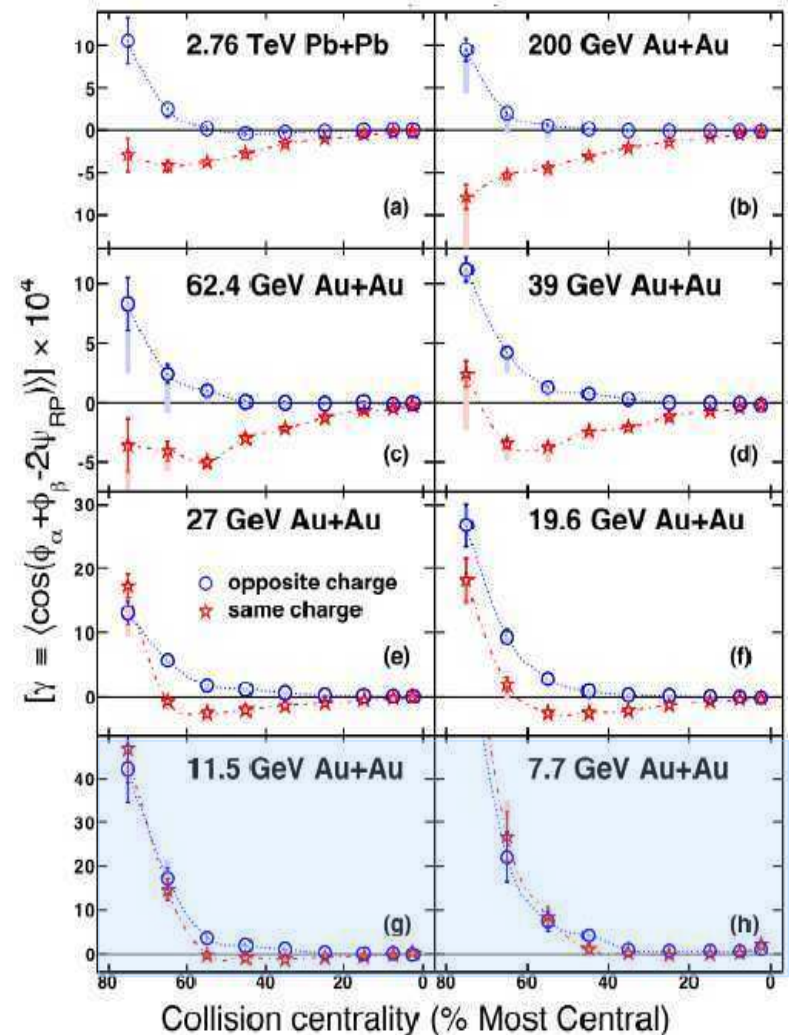 2.76 TeV Pb+Pb
200 GeV Au+Au
10
5
0
-5
10
(a)
(b)
62.4 GeV Au+Au
39 GeV Au+Au
10
5
0
-5
(c)
(d)
[γ ≡ ⟨cos(ϕα+ϕβ-2ψRP)⟩] × 10⁴
27 GeV Au+Au
19.6 GeV Au+Au
30
20
10
0
opposite charge
same charge
(e)
(f)
11.5 GeV Au+Au
7.7 GeV Au+Au
40
30
20
10
0
(g)
(h)
80 60 40 20 0 80 60 40 20 0
Collision centrality (% Most Central)